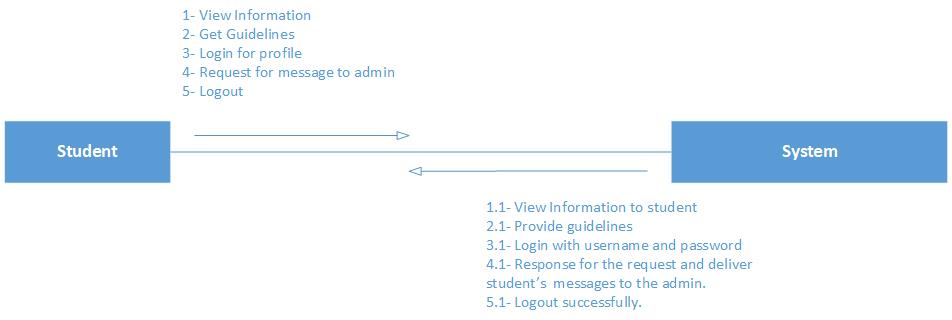 1- View Information
2- Get Guidelines
3- Login for profile
4- Request for message to admin
5- Logout
Student
System
1.1- View Information to student
2.1- Provide guidelines
3.1- Login with username and password
4.1- Response for the request and deliver
student's messages to the admin.
5.1- Logout successfully.